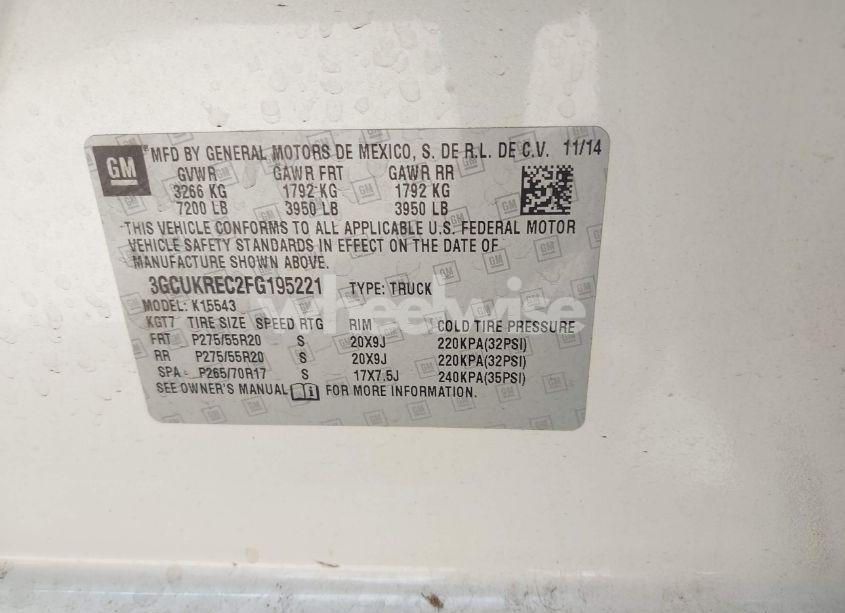 GM ® MFD BY GENERAL MOTORS DE MEXICO, S. DE R.L. DE C.V. 11/14
GVWR GAWR FRT GAWR RR
3266 KG 1792 KG 1792 KG
7200 LB 3950 LB 3950 LB
THIS VEHICLE CONFORMS TO ALL APPLICABLE U.S. FEDERAL MOTOR
VEHICLE SAFETY STANDARDS IN EFFECT ON THE DATE OF
MANUFACTURE SHOWN ABOVE.
3GCUKREC2FG195221 TYPE: TRUCK
wheelwise
MODEL: K15543
KGT7 TIRE SIZE SPEED RTG RIM COLD TIRE PRESSURE
FRT P275/55R20 S 20X9J 220KPA(32PSI)
RR P275/55R20 S 20X9J 220KPA(32PSI)
SPA P265/70R17 S 17X7.5J 240KPA(35PSI)
SEE OWNER'S MANUAL FOR MORE INFORMATION.